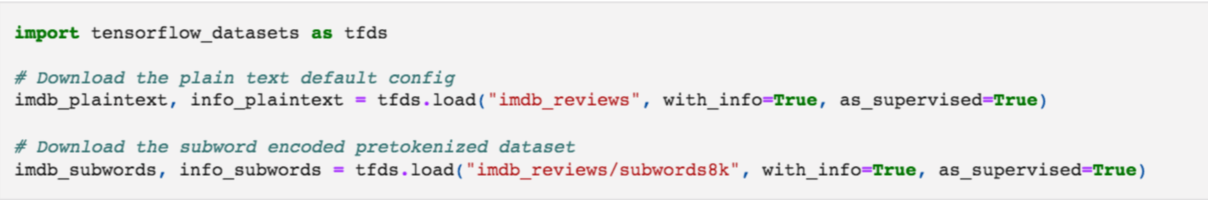 import tensorflow_datasets as tfds
# Download the plain text default config
imdb_plaintext, info_plaintext = tfds.load("imdb_reviews", with_info=True, as_supervised=True)
# Download the subword encoded pretokenized dataset
imdb_subwords, info_subwords = tfds.load("imdb_reviews/subwords8k", with_info=True, as_supervised=True)